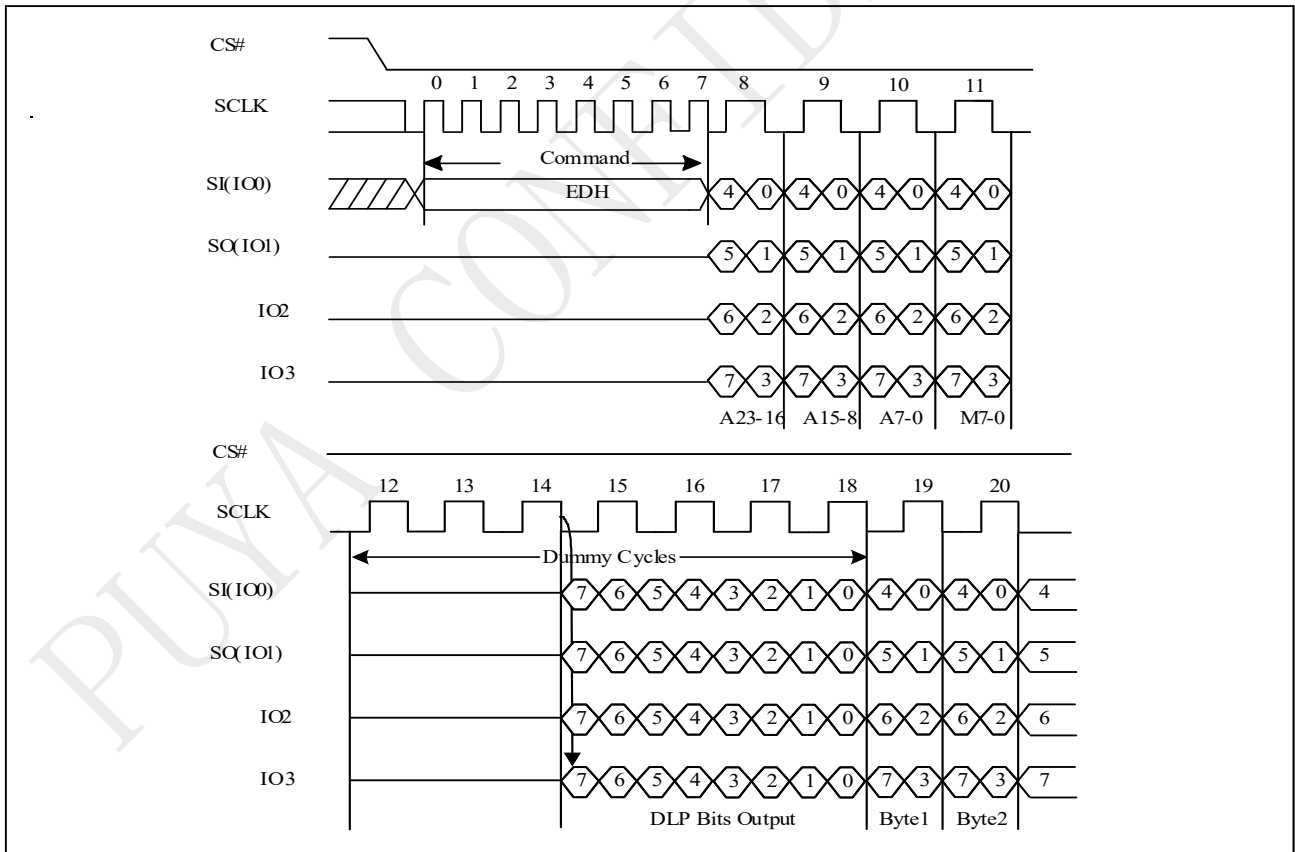 CS#
0 1 2 3 4 5 6 7 8 9 10 11
SCLK
Command
SI(IO0) EDH 4 0 4 0 4 0 4 0
SO(IO1) 5 1 5 1 5 1 5 1
IO2 6 2 6 2 6 2 6 2
IO3 7 3 7 3 7 3 7 3
A23-16 A15-8 A7-0 M7-0
CS#
12 13 14 15 16 17 18 19 20
SCLK
Dummy Cycles
SI(IO0) 7 6 5 4 3 2 1 0 4 0 4 0 4
SO(IO1) 7 6 5 4 3 2 1 0 5 1 5 1 5
IO2 7 6 5 4 3 2 1 0 6 2 6 2 6
IO3 7 6 5 4 3 2 1 0 7 3 7 3 7
DLP Bits Output Byte1 Byte2
PUYA CONFID